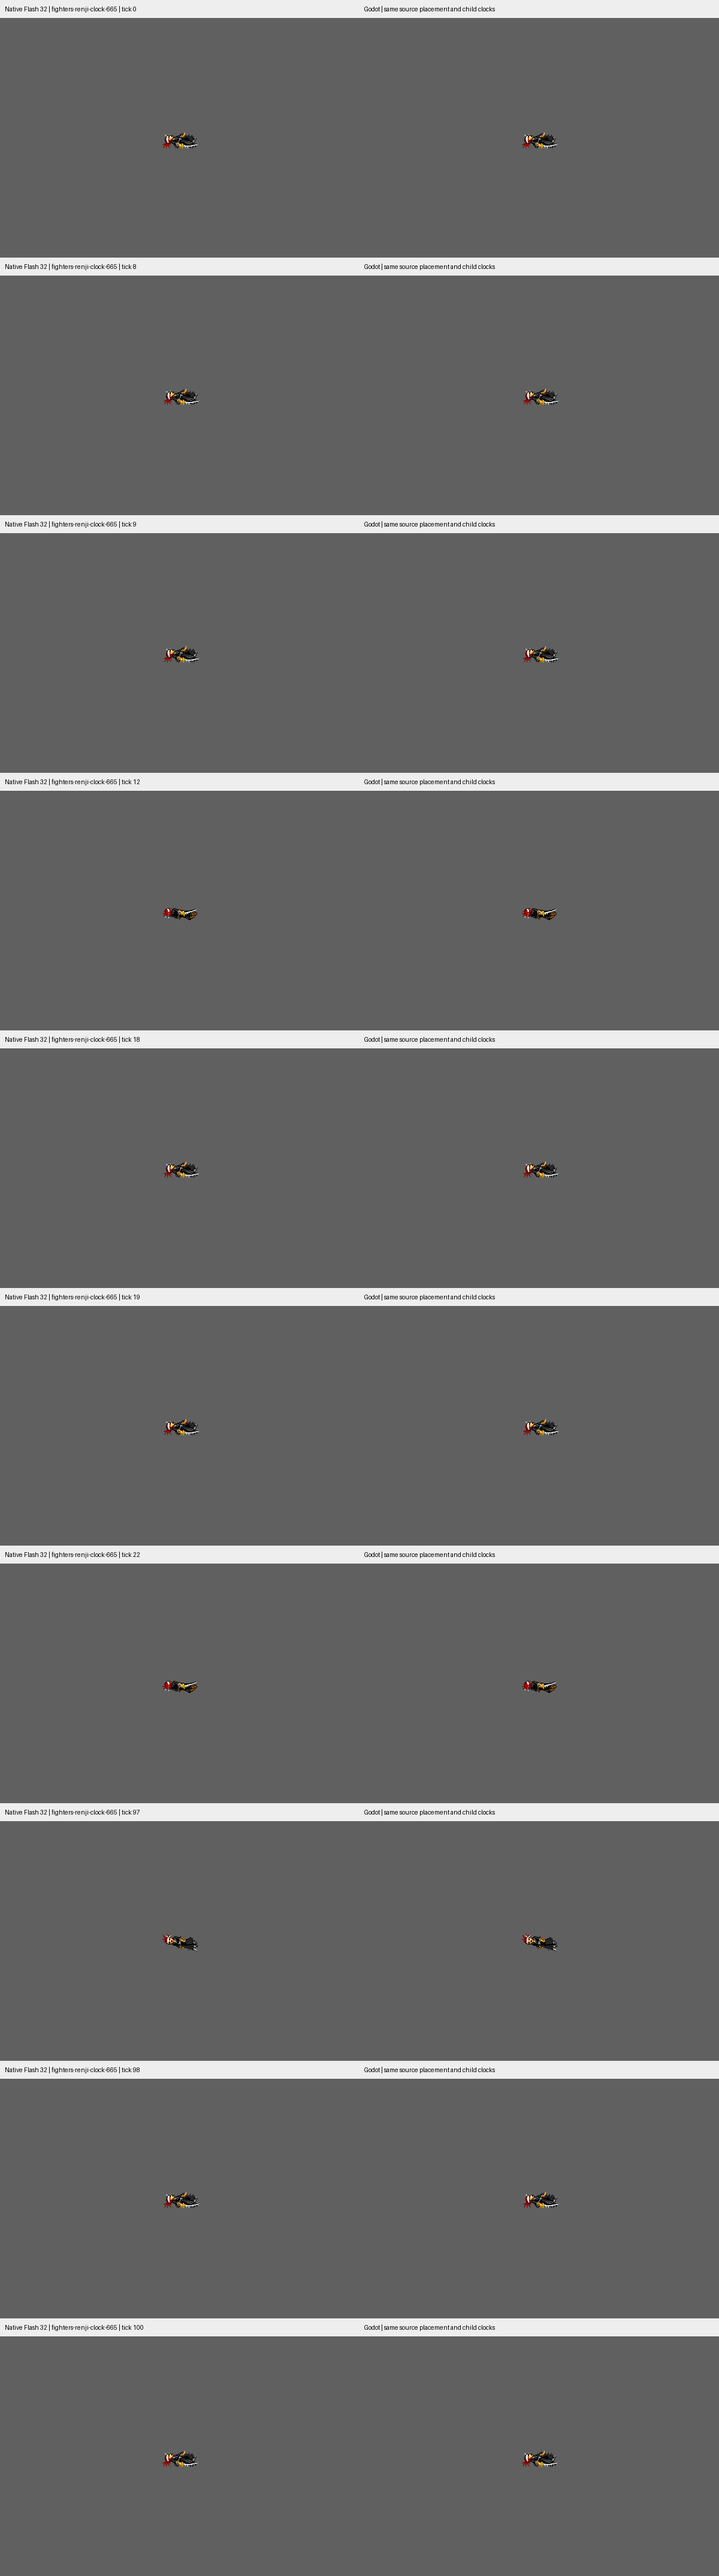 Native Flash 32 | fighters-renji-clock-665 | tick 0 Godot | same source placement and child clocks
Native Flash 32 | fighters-renji-clock-665 | tick 8 Godot | same source placement and child clocks
Native Flash 32 | fighters-renji-clock-665 | tick 9 Godot | same source placement and child clocks
Native Flash 32 | fighters-renji-clock-665 | tick 12 Godot | same source placement and child clocks
Native Flash 32 | fighters-renji-clock-665 | tick 18 Godot | same source placement and child clocks
Native Flash 32 | fighters-renji-clock-665 | tick 19 Godot | same source placement and child clocks
Native Flash 32 | fighters-renji-clock-665 | tick 22 Godot | same source placement and child clocks
Native Flash 32 | fighters-renji-clock-665 | tick 97 Godot | same source placement and child clocks
Native Flash 32 | fighters-renji-clock-665 | tick 98 Godot | same source placement and child clocks
Native Flash 32 | fighters-renji-clock-665 | tick 100 Godot | same source placement and child clocks